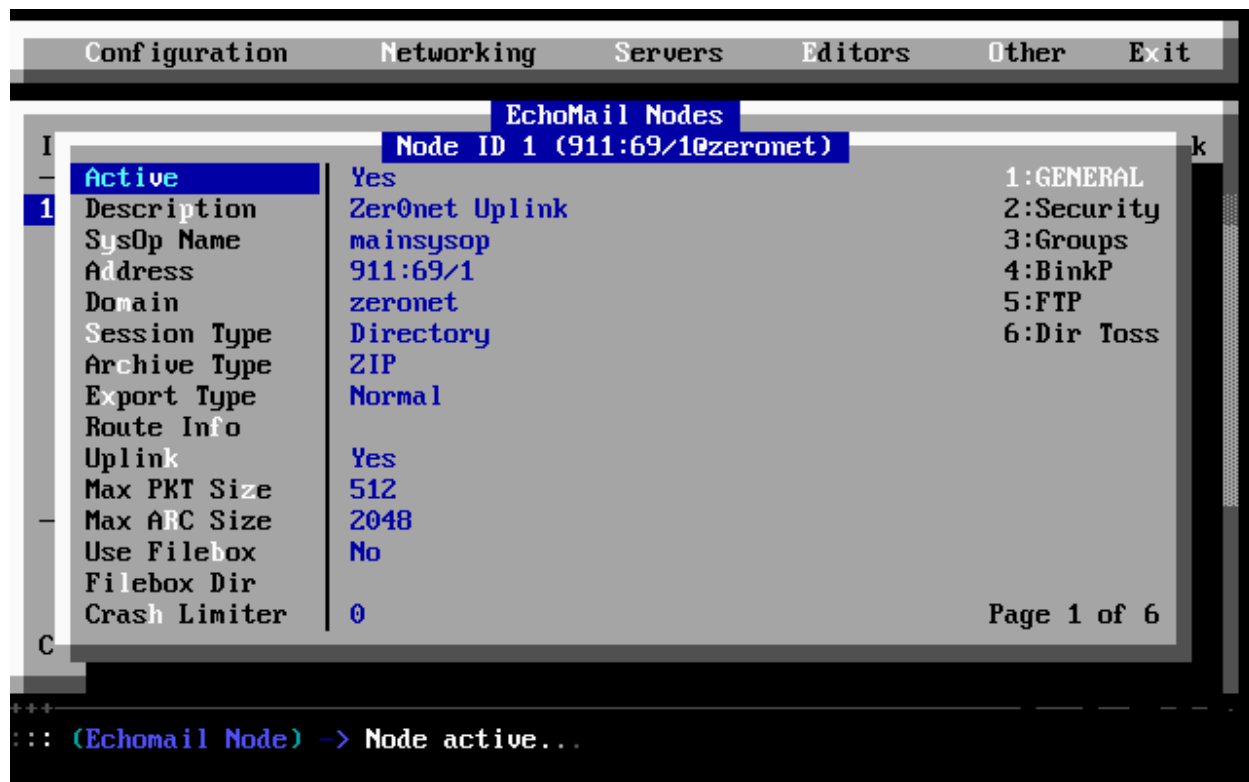 Configuration Networking Servers Editors Other Exit
EchoMail Nodes
I Node ID 1 (911:69/1@zeronet) k
Active Yes 1:GENERAL
1 Description Zer0net Uplink 2:Security
SysOp Name mainsysop 3:Groups
Address 911:69/1 4:BinkP
Domain zeronet 5:FTP
Session Type Directory 6:Dir Toss
Archive Type ZIP
Export Type Normal
Route Info
Uplink Yes
Max PKT Size 512
Max ARC Size 2048
Use Filebox No
Filebox Dir
Crash Limiter 0 Page 1 of 6
C
::: (Echomail Node) -> Node active...